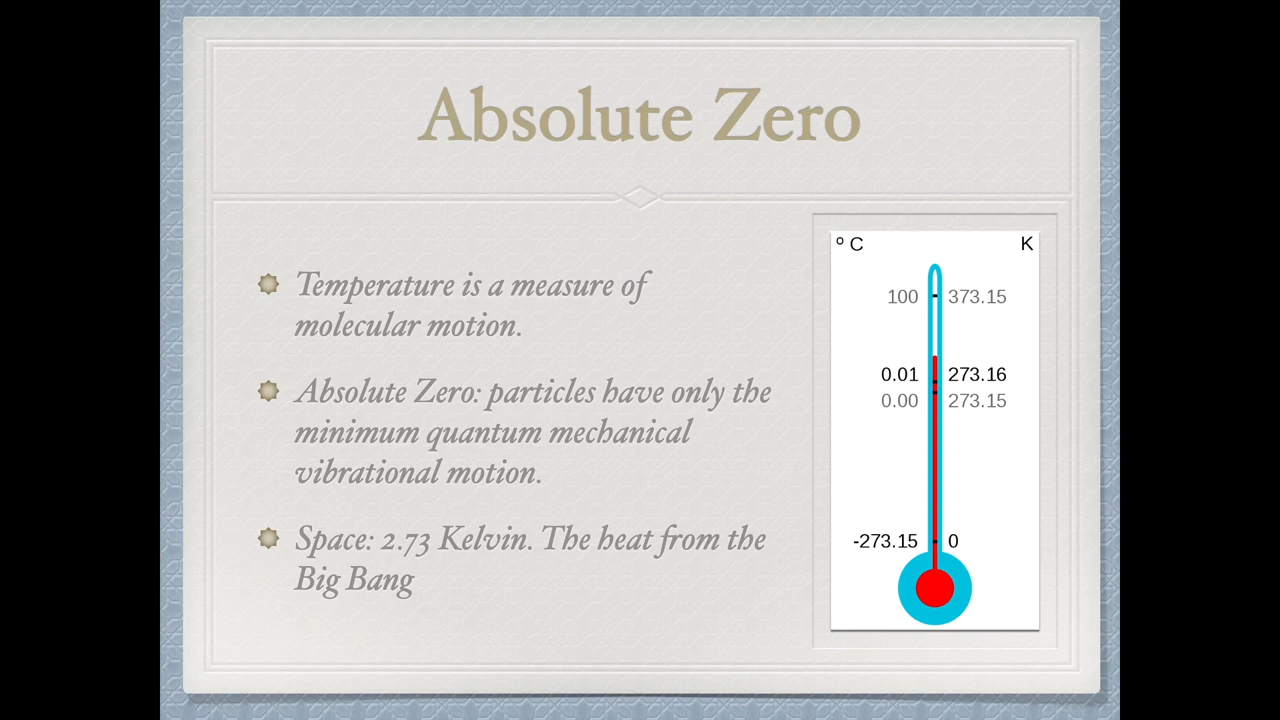 Absolute Zero
Temperature is a measure of
molecular motion.
Absolute Zero: particles have only the
minimum quantum mechanical
vibrational motion.
Space: 2.73 Kelvin. The heat from the
Big Bang
º C K
100 373.15
0.01 273.16
0.00 273.15
-273.15 0